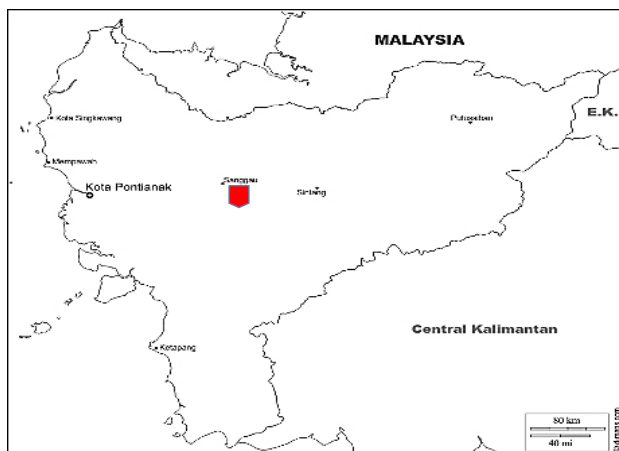 MALAYSIA
E.K.
Kota Singkawang
Putussibau
Mempawah
Sanggau
Kota Pontianak
Sintang
Central Kalimantan
Ketapang
80 km
40 mi